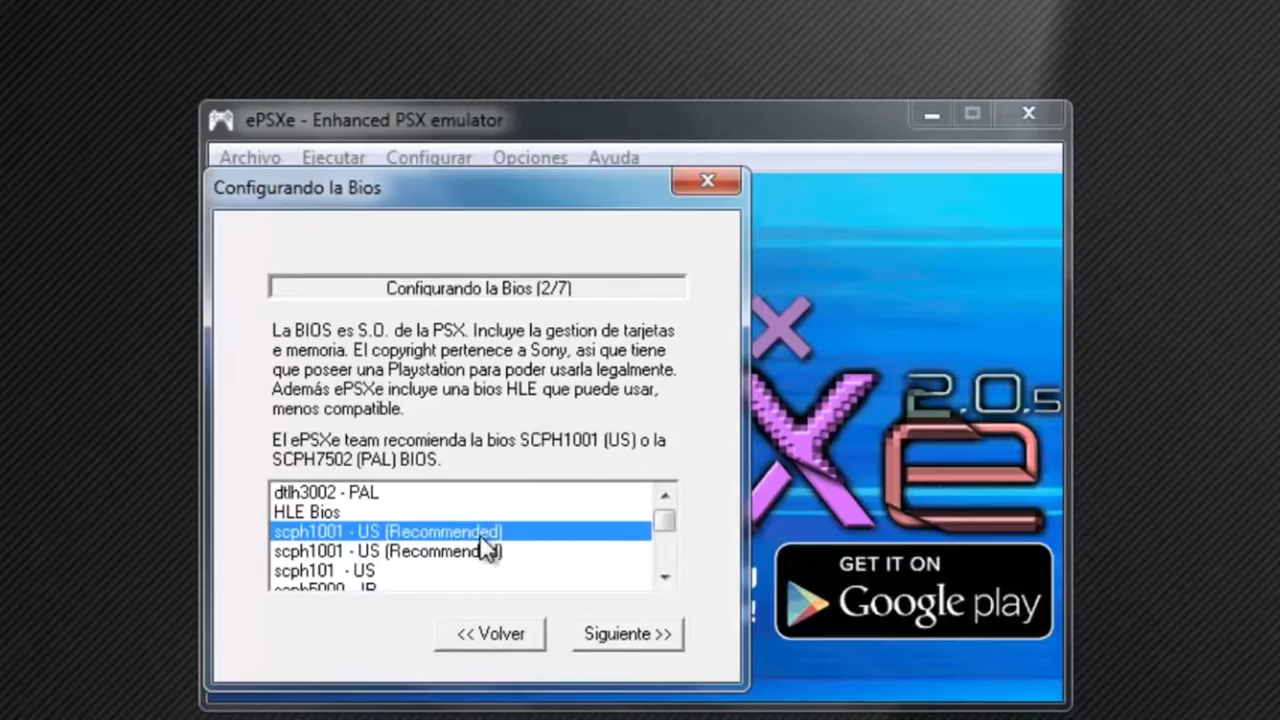 ePSXe - Enhanced PSX emulator
Archivo Ejecutar Configurar Opciones Ayuda
Configurando la Bios
Configurando la Bios (2/7)
La BIOS es S.O. de la PSX. Incluye la gestion de tarjetas
e memoria. El copyright pertenece a Sony, asi que tiene
que poseer una Playstation para poder usarla legalmente.
Además ePSXe incluye una bios HLE que puede usar,
menos compatible.
El ePSXe team recomienda la bios SCPH1001 (US) o la
SCPH7502 (PAL) BIOS.
dtlh3002 - PAL
HLE Bios
scph1001 - US (Recommended)
scph1001 - US (Recommended)
scph101 - US
<< Volver
Siguiente >>
Xe
2.0.5
GET IT ON
Google play